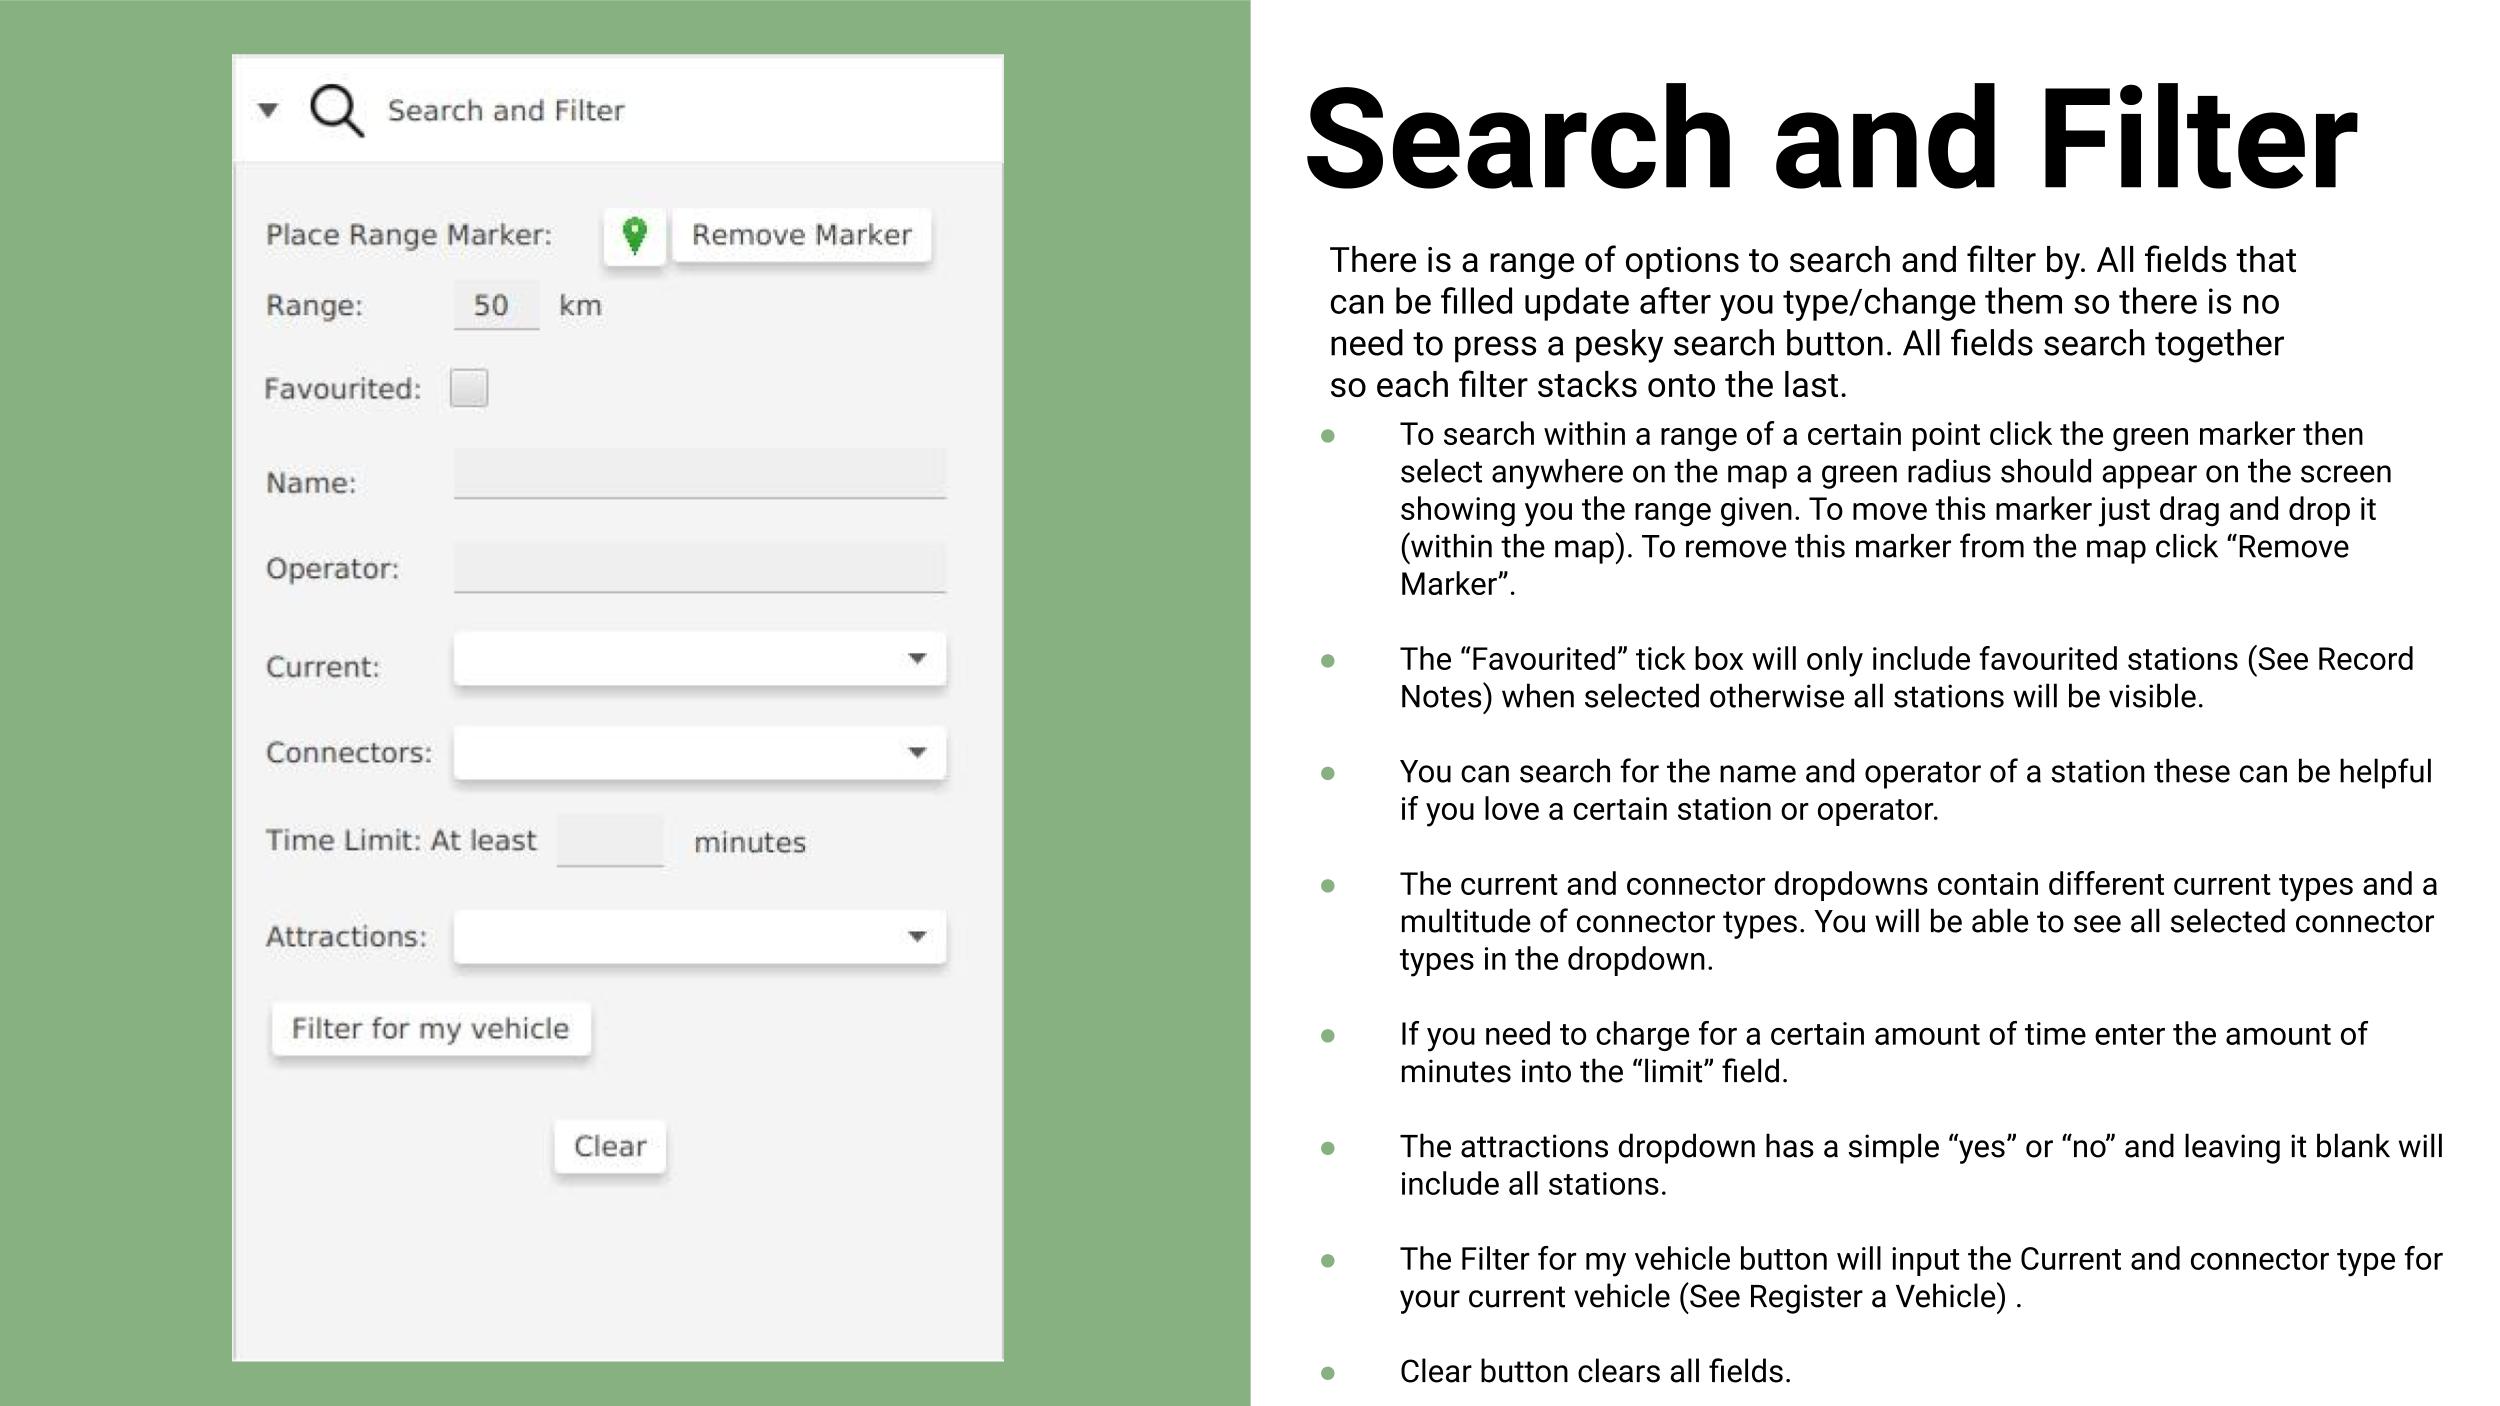 Search and Filter
Place Range Marker: Remove Marker
Range: 50 km
Favourited:
Name:
Operator:
Current:
Connectors:
Time Limit: At least minutes
Attractions:
Filter for my vehicle
Clear
Search and Filter
There is a range of options to search and filter by. All fields that
can be filled update after you type/change them so there is no
need to press a pesky search button. All fields search together
so each filter stacks onto the last.
● To search within a range of a certain point click the green marker then
select anywhere on the map a green radius should appear on the screen
showing you the range given. To move this marker just drag and drop it
(within the map). To remove this marker from the map click “Remove
Marker”.
● The “Favourited” tick box will only include favourited stations (See Record
Notes) when selected otherwise all stations will be visible.
● You can search for the name and operator of a station these can be helpful
if you love a certain station or operator.
● The current and connector dropdowns contain different current types and a
multitude of connector types. You will be able to see all selected connector
types in the dropdown.
● If you need to charge for a certain amount of time enter the amount of
minutes into the “limit” field.
● The attractions dropdown has a simple “yes” or “no” and leaving it blank will
include all stations.
● The Filter for my vehicle button will input the Current and connector type for
your current vehicle (See Register a Vehicle) .
● Clear button clears all fields.